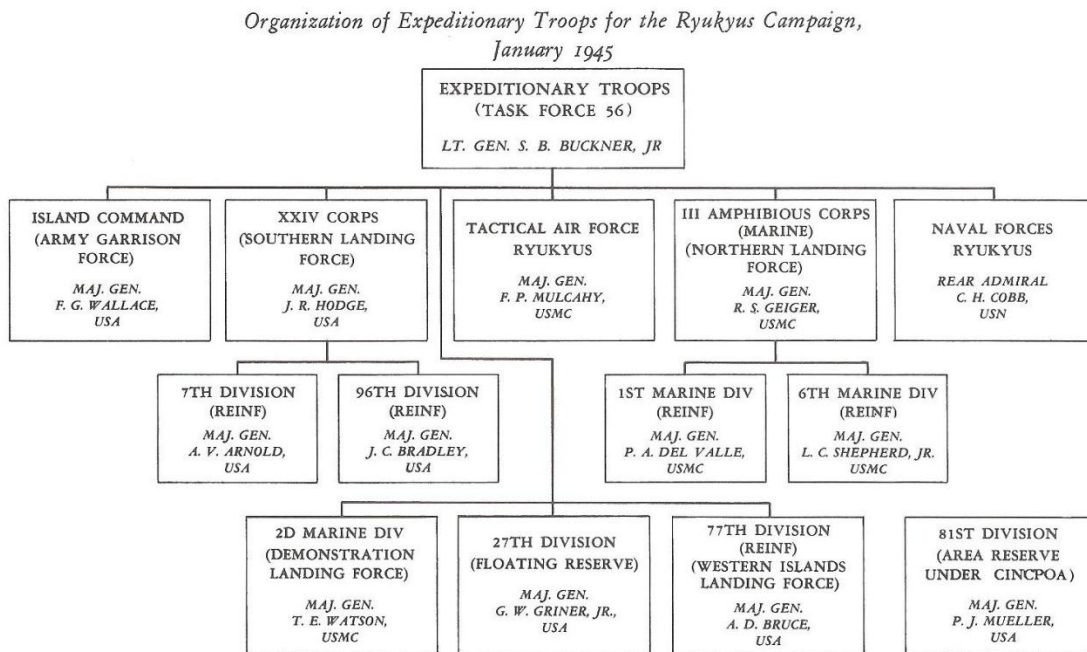 Organization of Expeditionary Troops for the Ryukyus Campaign,
January 1945
EXPEDITIONARY TROOPS
(TASK FORCE 56)
LT. GEN. S. B. BUCKNER, JR
ISLAND COMMAND
(ARMY GARRISON
FORCE)
MAJ. GEN.
F. G. WALLACE,
USA
XXIV CORPS
(SOUTHERN LANDING
FORCE)
MAJ. GEN.
J. R. HODGE,
USA
TACTICAL AIR FORCE
RYUKYUS
MAJ. GEN.
F. P. MULCAHY,
USMC
III AMPHIBIOUS CORPS
(MARINE)
(NORTHERN LANDING
FORCE)
MAJ. GEN.
R. S. GEIGER,
USMC
NAVAL FORCES
RYUKYUS
REAR ADMIRAL
C. H. COBB,
USN
7TH DIVISION
(REINF)
MAJ. GEN.
A. V. ARNOLD,
USA
96TH DIVISION
(REINF)
MAJ. GEN.
J. C. BRADLEY,
USA
1ST MARINE DIV
(REINF)
MAJ. GEN.
P. A. DEL VALLE,
USMC
6TH MARINE DIV
(REINF)
MAJ. GEN.
L. C. SHEPHERD, JR.
USMC
2D MARINE DIV
(DEMONSTRATION
LANDING FORCE)
MAJ. GEN.
T. E. WATSON,
USMC
27TH DIVISION
(FLOATING RESERVE)
MAJ. GEN.
G. W. GRINER, JR.,
USA
77TH DIVISION
(REINF)
(WESTERN ISLANDS
LANDING FORCE)
MAJ. GEN.
A. D. BRUCE,
USA
81ST DIVISION
(AREA RESERVE
UNDER CINCPOA)
MAJ. GEN.
P. J. MUELLER,
USA